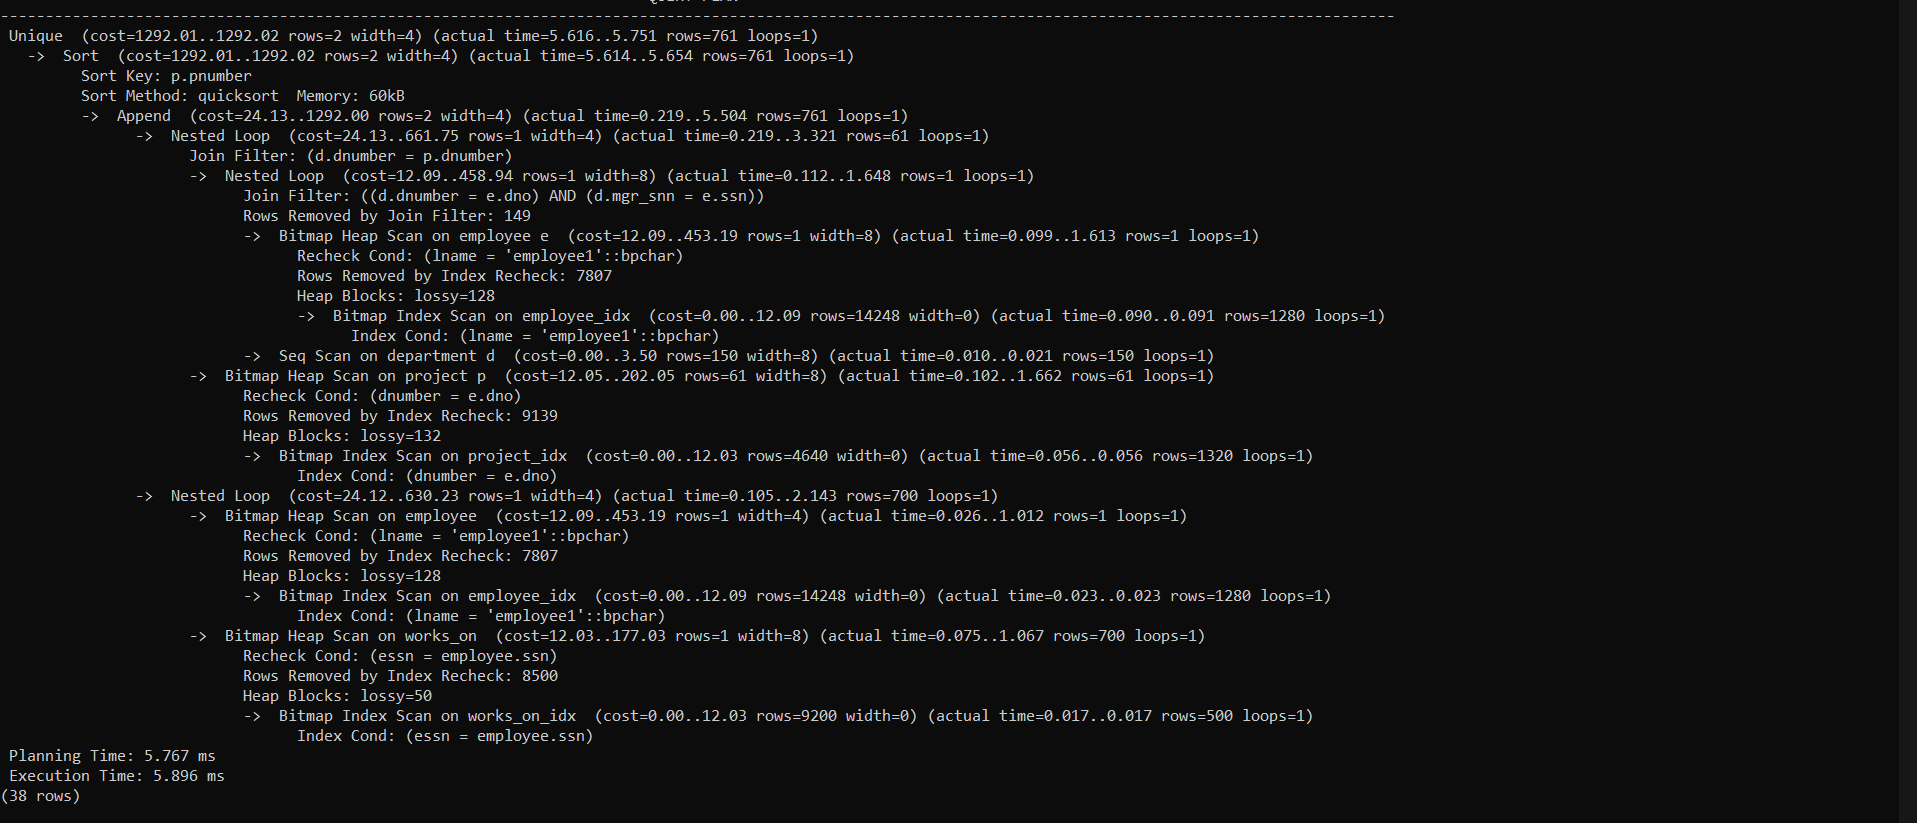 QUERY PLAN
-----------------------------------------------------------------------------------------------------------------------------------------------------------
 Unique  (cost=1292.01..1292.02 rows=2 width=4) (actual time=5.616..5.751 rows=761 loops=1)
   ->  Sort  (cost=1292.01..1292.02 rows=2 width=4) (actual time=5.614..5.654 rows=761 loops=1)
         Sort Key: p.pnumber
         Sort Method: quicksort  Memory: 60kB
         ->  Append  (cost=24.13..1292.00 rows=2 width=4) (actual time=0.219..5.504 rows=761 loops=1)
               ->  Nested Loop  (cost=24.13..661.75 rows=1 width=4) (actual time=0.219..3.321 rows=61 loops=1)
                     Join Filter: (d.dnumber = p.dnumber)
                     ->  Nested Loop  (cost=12.09..458.94 rows=1 width=8) (actual time=0.112..1.648 rows=1 loops=1)
                           Join Filter: ((d.dnumber = e.dno) AND (d.mgr_snn = e.ssn))
                           Rows Removed by Join Filter: 149
                           ->  Bitmap Heap Scan on employee e  (cost=12.09..453.19 rows=1 width=8) (actual time=0.099..1.613 rows=1 loops=1)
                                 Recheck Cond: (lname = 'employee1'::bpchar)
                                 Rows Removed by Index Recheck: 7807
                                 Heap Blocks: lossy=128
                                 ->  Bitmap Index Scan on employee_idx  (cost=0.00..12.09 rows=14248 width=0) (actual time=0.090..0.091 rows=1280 loops=1)
                                       Index Cond: (lname = 'employee1'::bpchar)
                           ->  Seq Scan on department d  (cost=0.00..3.50 rows=150 width=8) (actual time=0.010..0.021 rows=150 loops=1)
                     ->  Bitmap Heap Scan on project p  (cost=12.05..202.05 rows=61 width=8) (actual time=0.102..1.662 rows=61 loops=1)
                           Recheck Cond: (dnumber = e.dno)
                           Rows Removed by Index Recheck: 9139
                           Heap Blocks: lossy=132
                           ->  Bitmap Index Scan on project_idx  (cost=0.00..12.03 rows=4640 width=0) (actual time=0.056..0.056 rows=1320 loops=1)
                                 Index Cond: (dnumber = e.dno)
               ->  Nested Loop  (cost=24.12..630.23 rows=1 width=4) (actual time=0.105..2.143 rows=700 loops=1)
                     ->  Bitmap Heap Scan on employee  (cost=12.09..453.19 rows=1 width=4) (actual time=0.026..1.012 rows=1 loops=1)
                           Recheck Cond: (lname = 'employee1'::bpchar)
                           Rows Removed by Index Recheck: 7807
                           Heap Blocks: lossy=128
                           ->  Bitmap Index Scan on employee_idx  (cost=0.00..12.09 rows=14248 width=0) (actual time=0.023..0.023 rows=1280 loops=1)
                                 Index Cond: (lname = 'employee1'::bpchar)
                     ->  Bitmap Heap Scan on works_on  (cost=12.03..177.03 rows=1 width=8) (actual time=0.075..1.067 rows=700 loops=1)
                           Recheck Cond: (essn = employee.ssn)
                           Rows Removed by Index Recheck: 8500
                           Heap Blocks: lossy=50
                           ->  Bitmap Index Scan on works_on_idx  (cost=0.00..12.03 rows=9200 width=0) (actual time=0.017..0.017 rows=500 loops=1)
                                 Index Cond: (essn = employee.ssn)
 Planning Time: 5.767 ms
 Execution Time: 5.896 ms
(38 rows)